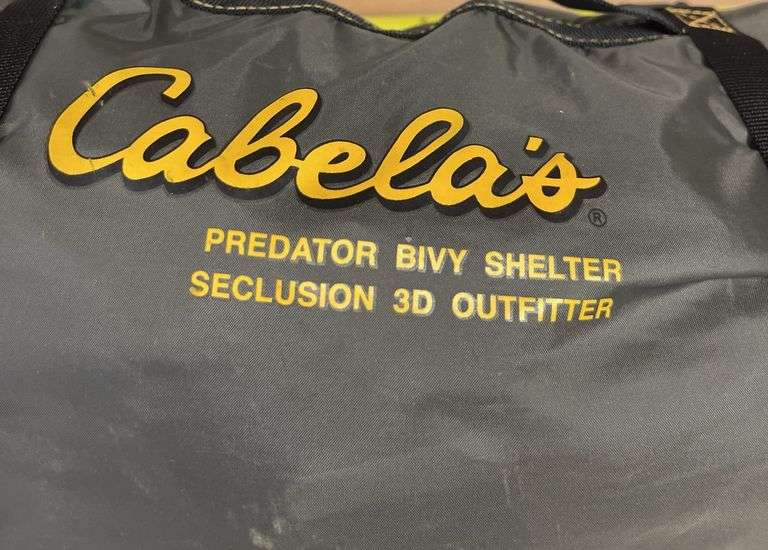 Cabela's®
PREDATOR BIVY SHELTER
SECLUSION 3D OUTFITTER